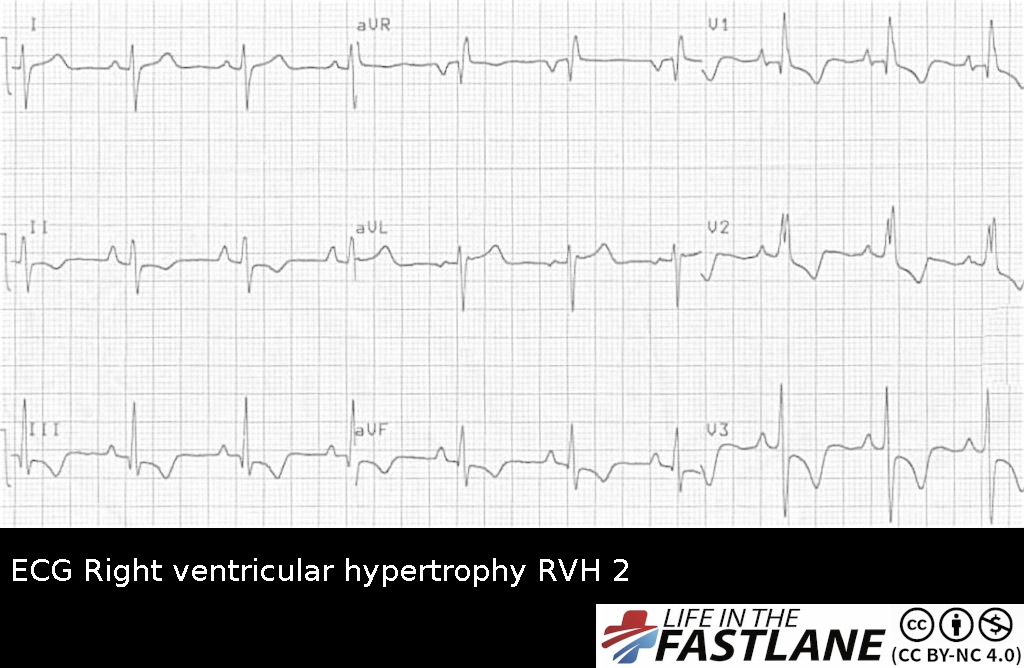 I aVR V1
II aVL V2
III aVF V3
ECG Right ventricular hypertrophy RVH 2
LIFE IN THE
FASTLANE
cc
(CC BY-NC 4.0)